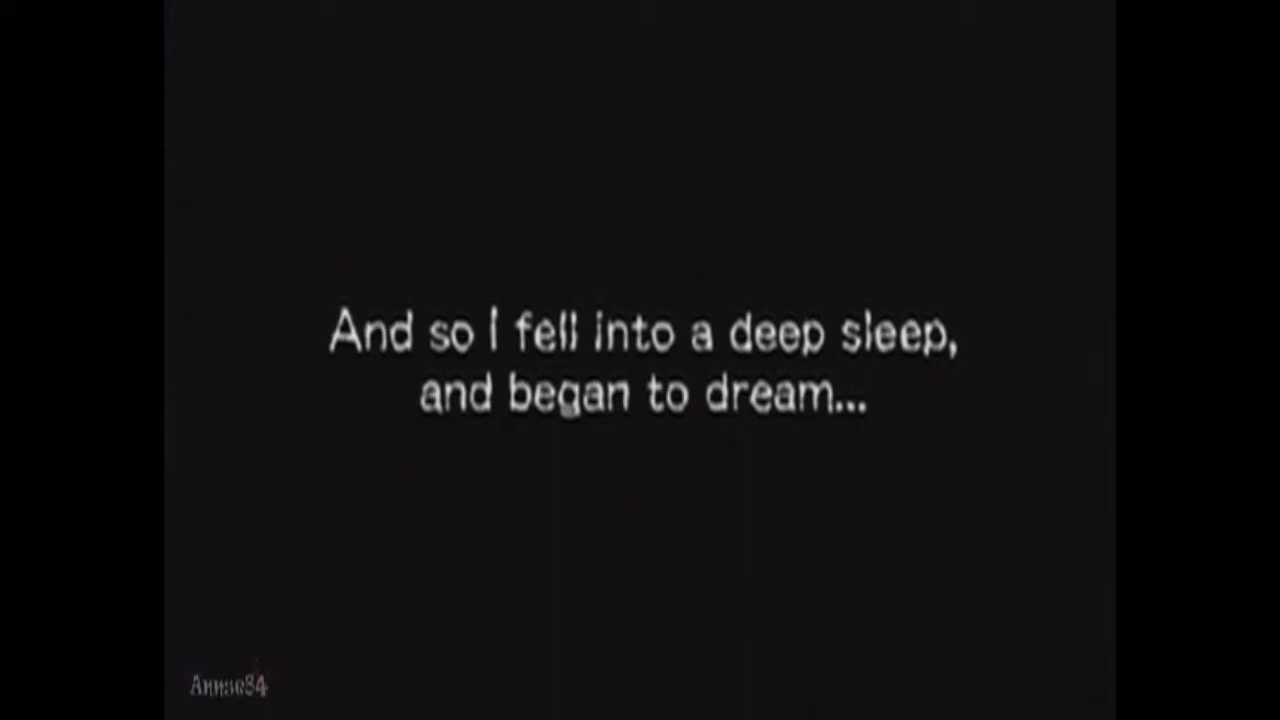 And so I fell into a deep sleep,
and began to dream...